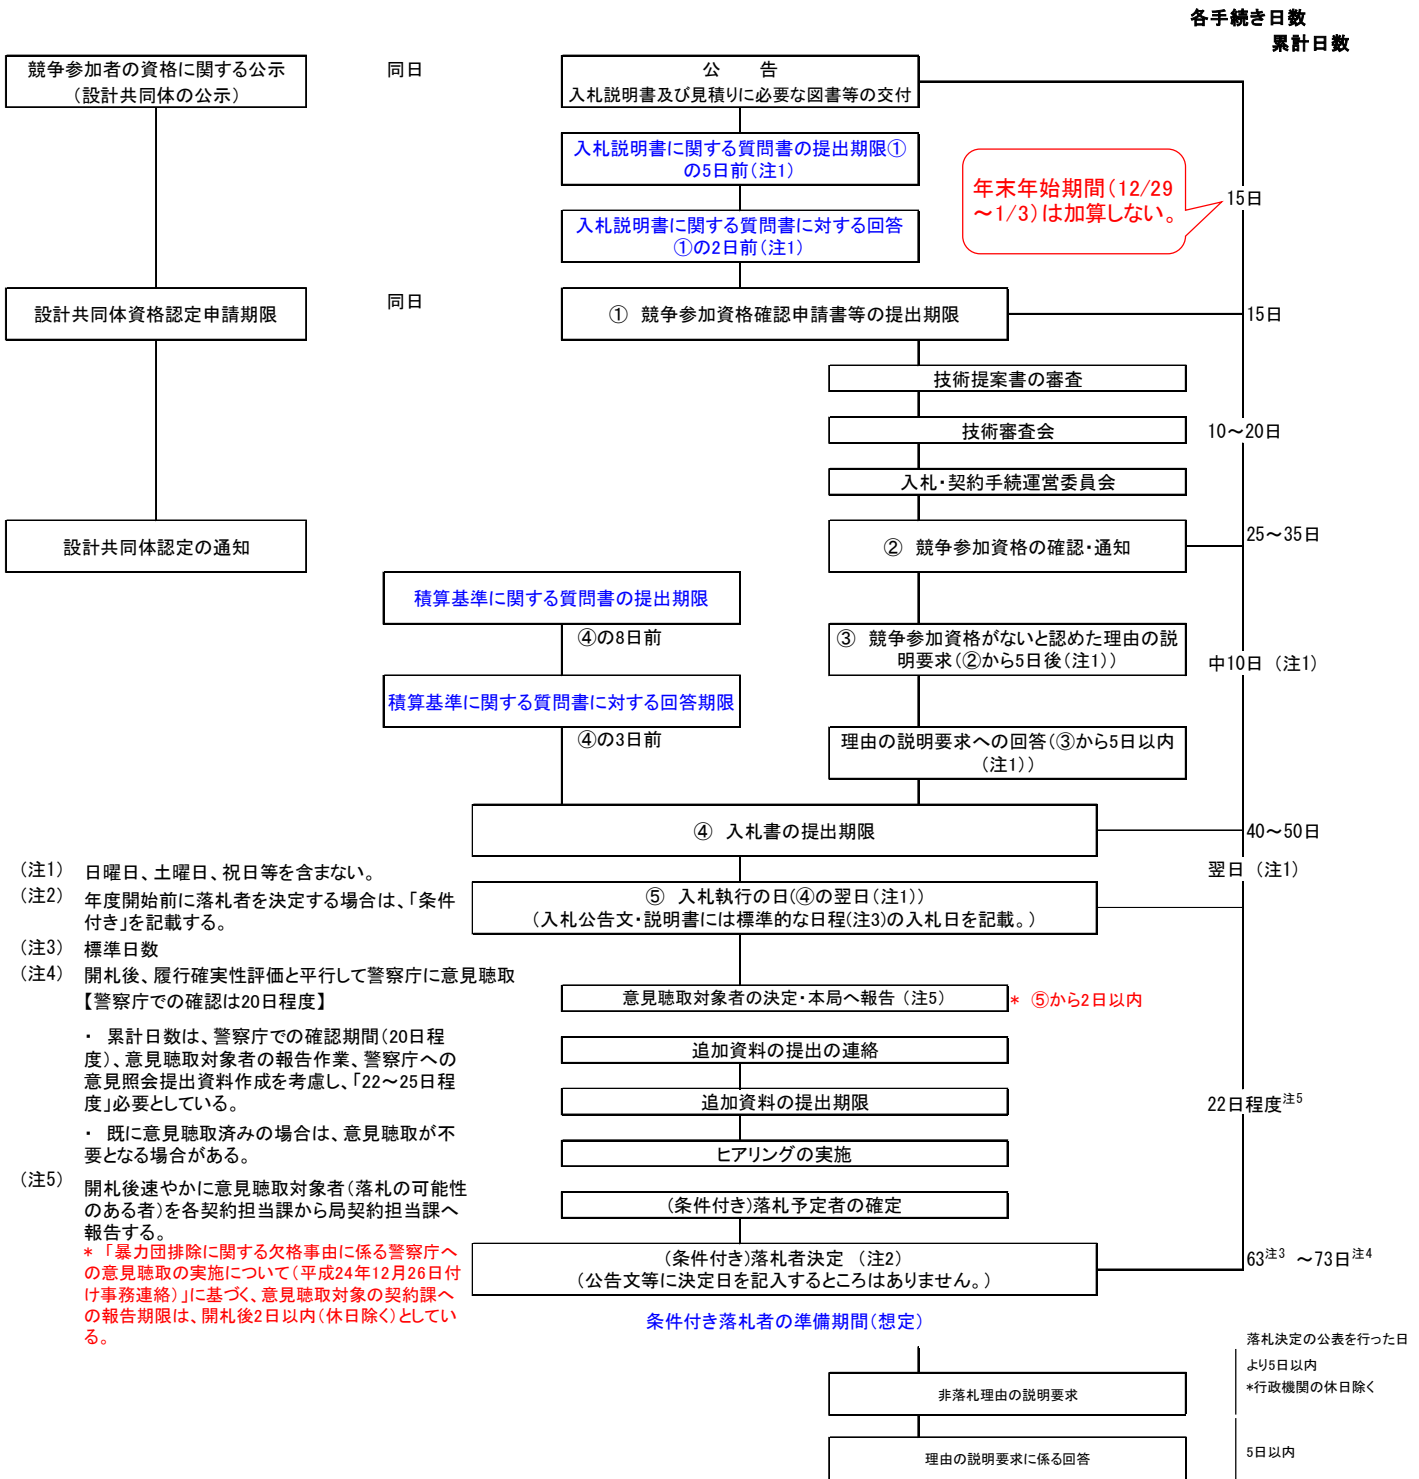 各手続き日数
累計日数
競争参加者の資格に関する公示
（設計共同体の公示）
同日
公　　告
入札説明書及び見積りに必要な図書等の交付
入札説明書に関する質問書の提出期限①
の5日前（注1）
年末年始期間（12/29
～1/3）は加算しない。
15日
入札説明書に関する質問書に対する回答
①の2日前（注1）
設計共同体資格認定申請期限
同日
①　競争参加資格確認申請書等の提出期限
15日
技術提案書の審査
技術審査会
10～20日
入札・契約手続運営委員会
設計共同体認定の通知
②　競争参加資格の確認・通知
25～35日
積算基準に関する質問書の提出期限
④の8日前
③　競争参加資格がないと認めた理由の説
明要求（②から5日後（注1））
中10日（注1）
積算基準に関する質問書に対する回答期限
④の3日前
理由の説明要求への回答（③から5日以内
（注1））
④　入札書の提出期限
40～50日
翌日（注1）
⑤　入札執行の日（④の翌日（注1））
（入札公告文・説明書には標準的な日程（注3）の入札日を記載。）
（注1）　日曜日、土曜日、祝日等を含まない。
（注2）　年度開始前に落札者を決定する場合は、「条件
付き」を記載する。
（注3）　標準日数
（注4）　開札後、履行確実性評価と平行して警察庁に意見聴取
【警察庁での確認は20日程度】
・　累計日数は、警察庁での確認期間（20日程
度）、意見聴取対象者の報告作業、警察庁への
意見照会提出資料作成を考慮し、「22～25日程
度」必要としている。
・　既に意見聴取済みの場合は、意見聴取が不
要となる場合がある。
（注5）　開札後速やかに意見聴取対象者（落札の可能性
のある者）を各契約担当課から局契約担当課へ
報告する。
*　「暴力団排除に関する欠格事由に係る警察庁へ
の意見聴取の実施について（平成24年12月26日付
け事務連絡）」に基づく、意見聴取対象の契約課へ
の報告期限は、開札後2日以内（休日除く）としてい
る。
意見聴取対象者の決定・本局へ報告（注5）
*　⑤から2日以内
追加資料の提出の連絡
追加資料の提出期限
22日程度注5
ヒアリングの実施
（条件付き）落札予定者の確定
（条件付き）落札者決定　（注2）
（公告文等に決定日を記入するところはありません。）
63注3　～73日注4
条件付き落札者の準備期間（想定）
落札決定の公表を行った日
より5日以内
*行政機関の休日除く
非落札理由の説明要求
理由の説明要求に係る回答
5日以内